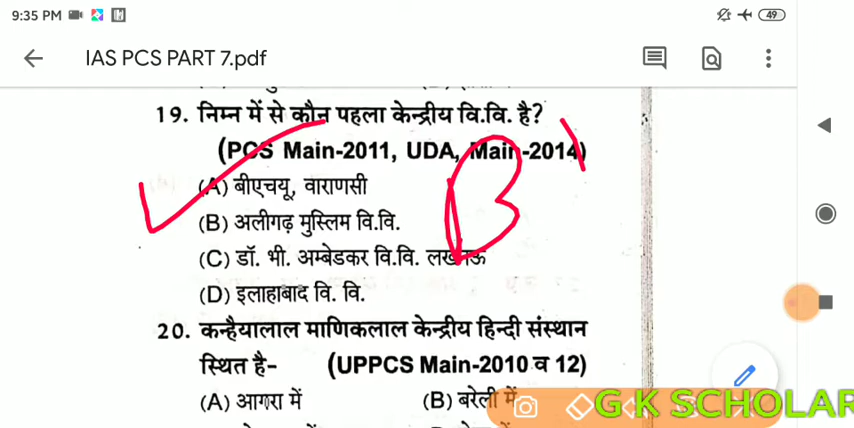 9:35 PM
49
IAS PCS PART 7.pdf
19. निम्न में से कौन पहला केन्द्रीय वि.वि. है?
(PCS Main-2011, UDA, Main-2014)
(A) बीएचयू, वाराणसी
(B) अलीगढ़ मुस्लिम वि.वि.
B
(C) डॉ. भी. अम्बेडकर वि.वि. लखनऊ
(D) इलाहाबाद वि. वि.
20. कन्हैयालाल माणिकलाल केन्द्रीय हिन्दी संस्थान
स्थित है- (UPPCS Main-2010 व 12)
(A) आगरा में (B) बरेली में
G K SCHOLAR